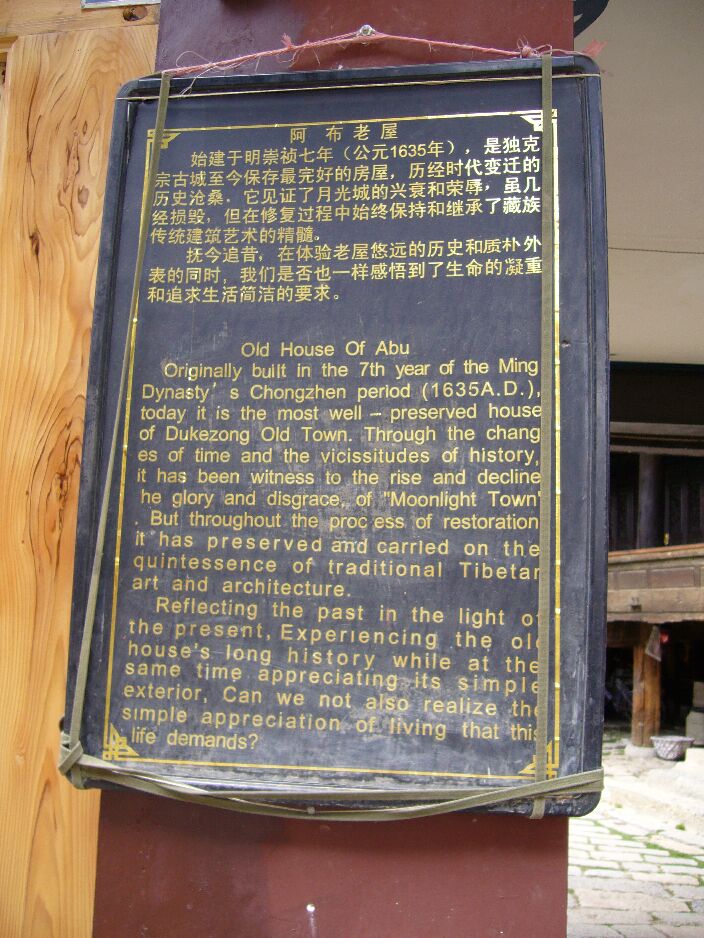 阿布老屋
始建于明崇祯七年（公元1635年），是独克
宗古城至今保存最完好的房屋，历经时代变迁的
历史沧桑．它见证了月光城的兴衰和荣辱，虽几
经损毁，但在修复过程中始终保持和继承了藏族
传统建筑艺术的精髓。
抚今追昔，在体验老屋悠远的历史和质朴外
表的同时，我们是否也一样感悟到了生命的凝重
和追求生活简洁的要求。
Old House Of Abu
Originally built in the 7th year of the Ming
Dynasty's Chongzhen period (1635A.D.),
today it is the most well – preserved house
of Dukezong Old Town. Through the chang
es of time and the vicissitudes of history,
it has been witness to the rise and decline
he glory and disgrace, of "Moonlight Town"
. But throughout the proc ess of restoration
it has preserved and carried on the
quintessence of traditional Tibetan
art and architecture.
Reflecting the past in the light of
the present, Experiencing the old
house's long history while at the
same time appreciating its simple
exterior, Can we not also realize the
simple appreciation of living that this
life demands?